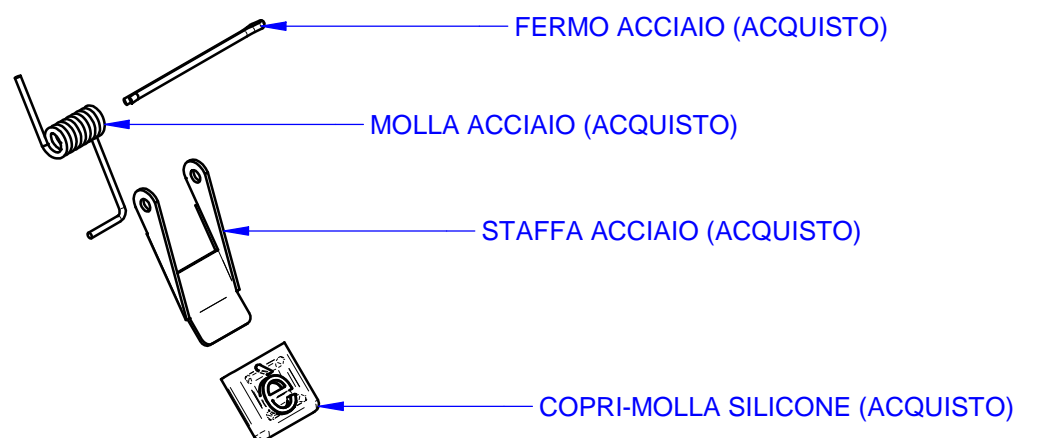 FERMO ACCIAIO (ACQUISTO)
MOLLA ACCIAIO (ACQUISTO)
STAFFA ACCIAIO (ACQUISTO)
è
COPRI-MOLLA SILICONE (ACQUISTO)